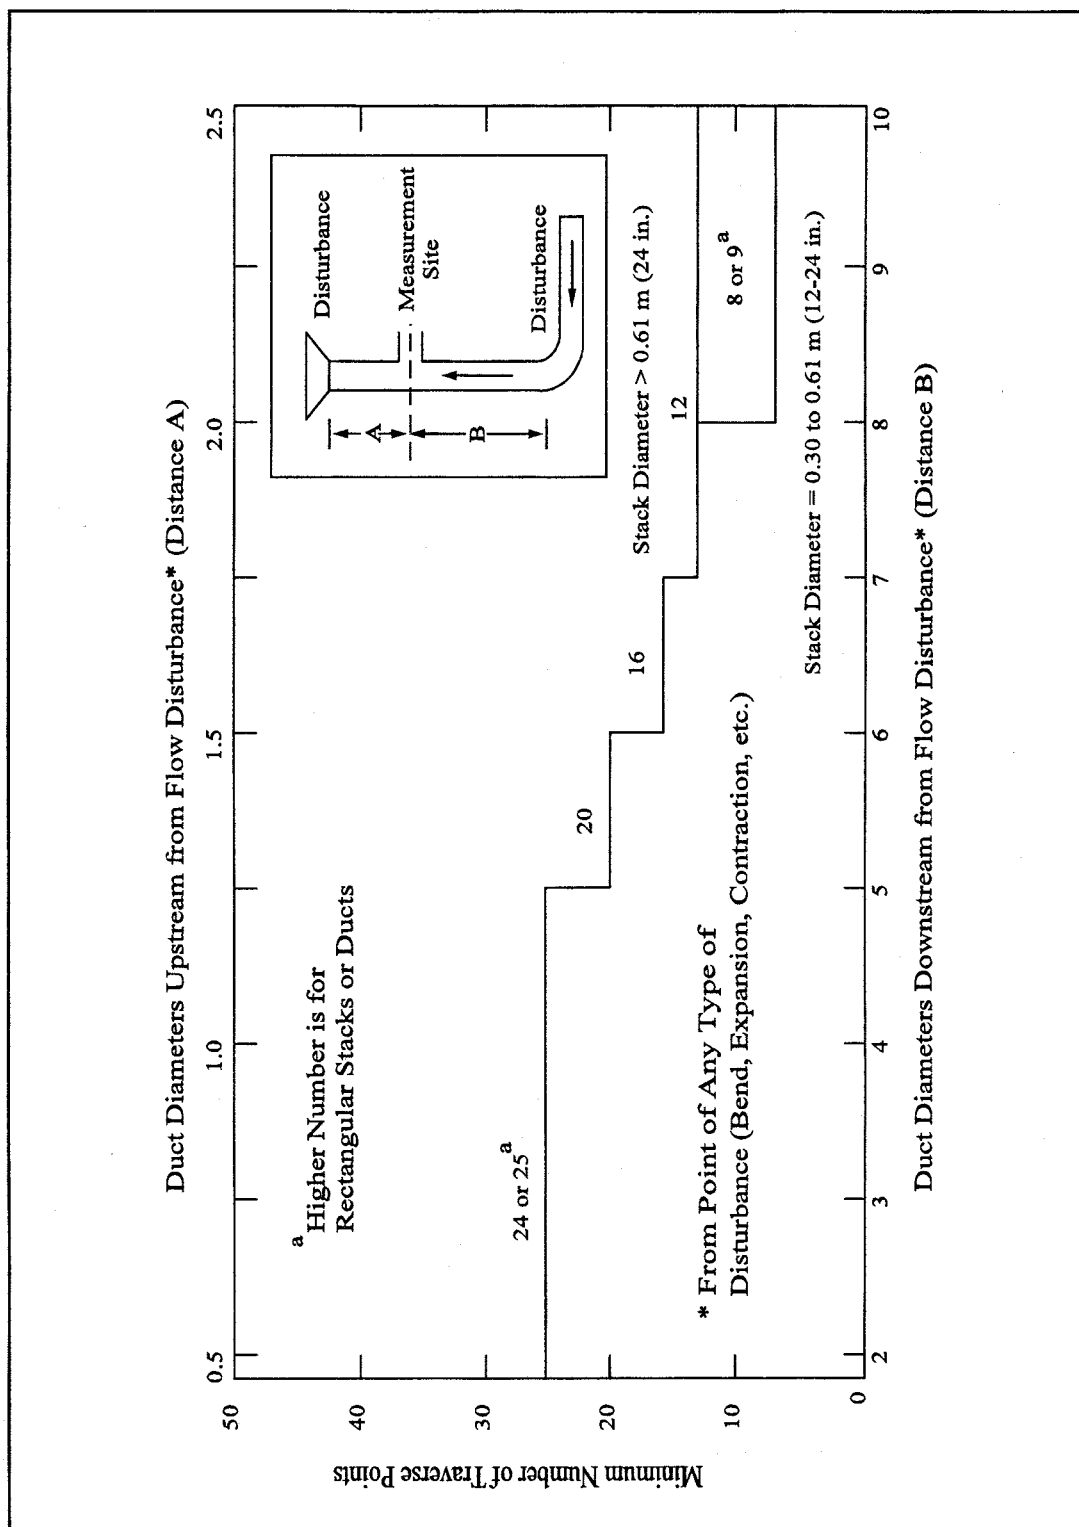 Duct Diameters Upstream from Flow Disturbance* (Distance A)
0.5
1.0
1.5
2.0
2.5
50
40
30
20
10
0
Minimum Number of Traverse Points
a Higher Number is for
Rectangular Stacks or Ducts
Disturbance
A
Measurement
Site
B
Disturbance
24 or 25a
20
16
Stack Diameter > 0.61 m (24 in.)
12
8 or 9a
* From Point of Any Type of
Disturbance (Bend, Expansion, Contraction, etc.)
Stack Diameter = 0.30 to 0.61 m (12-24 in.)
2
3
4
5
6
7
8
9
10
Duct Diameters Downstream from Flow Disturbance* (Distance B)